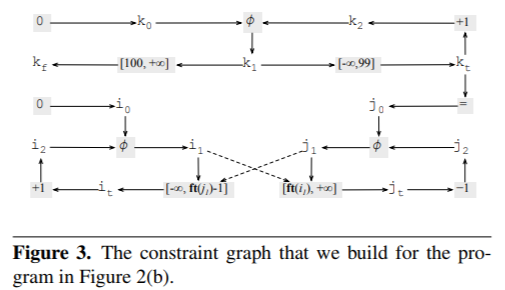 0 k0 ϕ k2 +1
kf [100, +∞] k1 [-∞,99] kt
0 i0 j0 =
i2 ϕ i1 j1 ϕ j2
+1 it [-∞, ft(j1)-1] [ft(i1), +∞] jt -1
Figure 3. The constraint graph that we build for the pro-
gram in Figure 2(b).